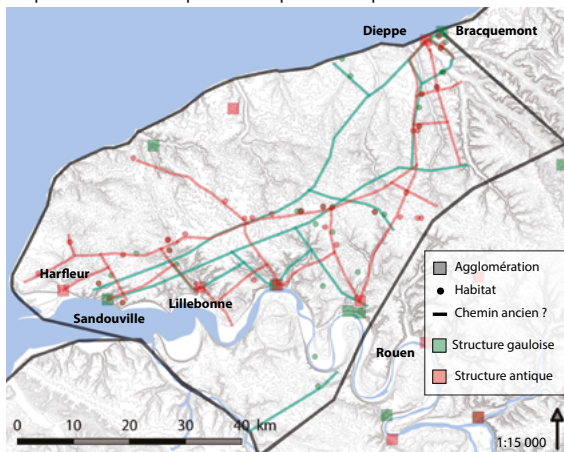 Dieppe
Bracquemont
Harfleur
Lillebonne
Sandouville
Rouen
Agglomération
Habitat
Chemin ancien ?
Structure gauloise
Structure antique
0 10 20 30 40 km
1:15 000